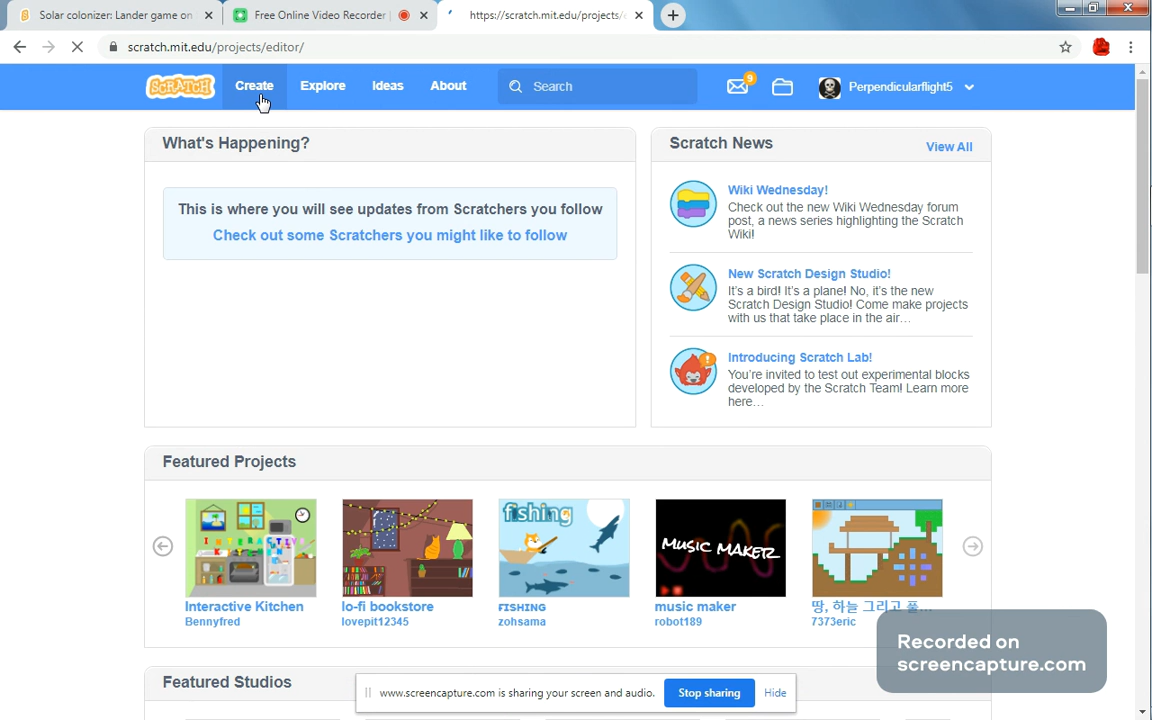 Solar colonizer: Lander game on
Free Online Video Recorder |
https://scratch.mit.edu/projects/
scratch.mit.edu/projects/editor/
SCRATCH
Create
Explore
Ideas
About
Search
9
Perpendicularflight5
What's Happening?
This is where you will see updates from Scratchers you follow
Check out some Scratchers you might like to follow
Scratch News
View All
Wiki Wednesday!
Check out the new Wiki Wednesday forum
post, a news series highlighting the Scratch
Wiki!
New Scratch Design Studio!
It's a bird! It's a plane! No, it's the new
Scratch Design Studio! Come make projects
with us that take place in the air…
Introducing Scratch Lab!
You're invited to test out experimental blocks
developed by the Scratch Team! Learn more
here…
Featured Projects
INTERACTIVE
fishing
MUSIC MAKER
Interactive Kitchen
Bennyfred
lo-fi bookstore
lovepit12345
ꜰɪꜱʜɪɴɢ
zohsama
music maker
robot189
땅, 하늘 그리고 풀…
7373eric
Recorded on
screencapture.com
Featured Studios
www.screencapture.com is sharing your screen and audio.
Stop sharing
Hide